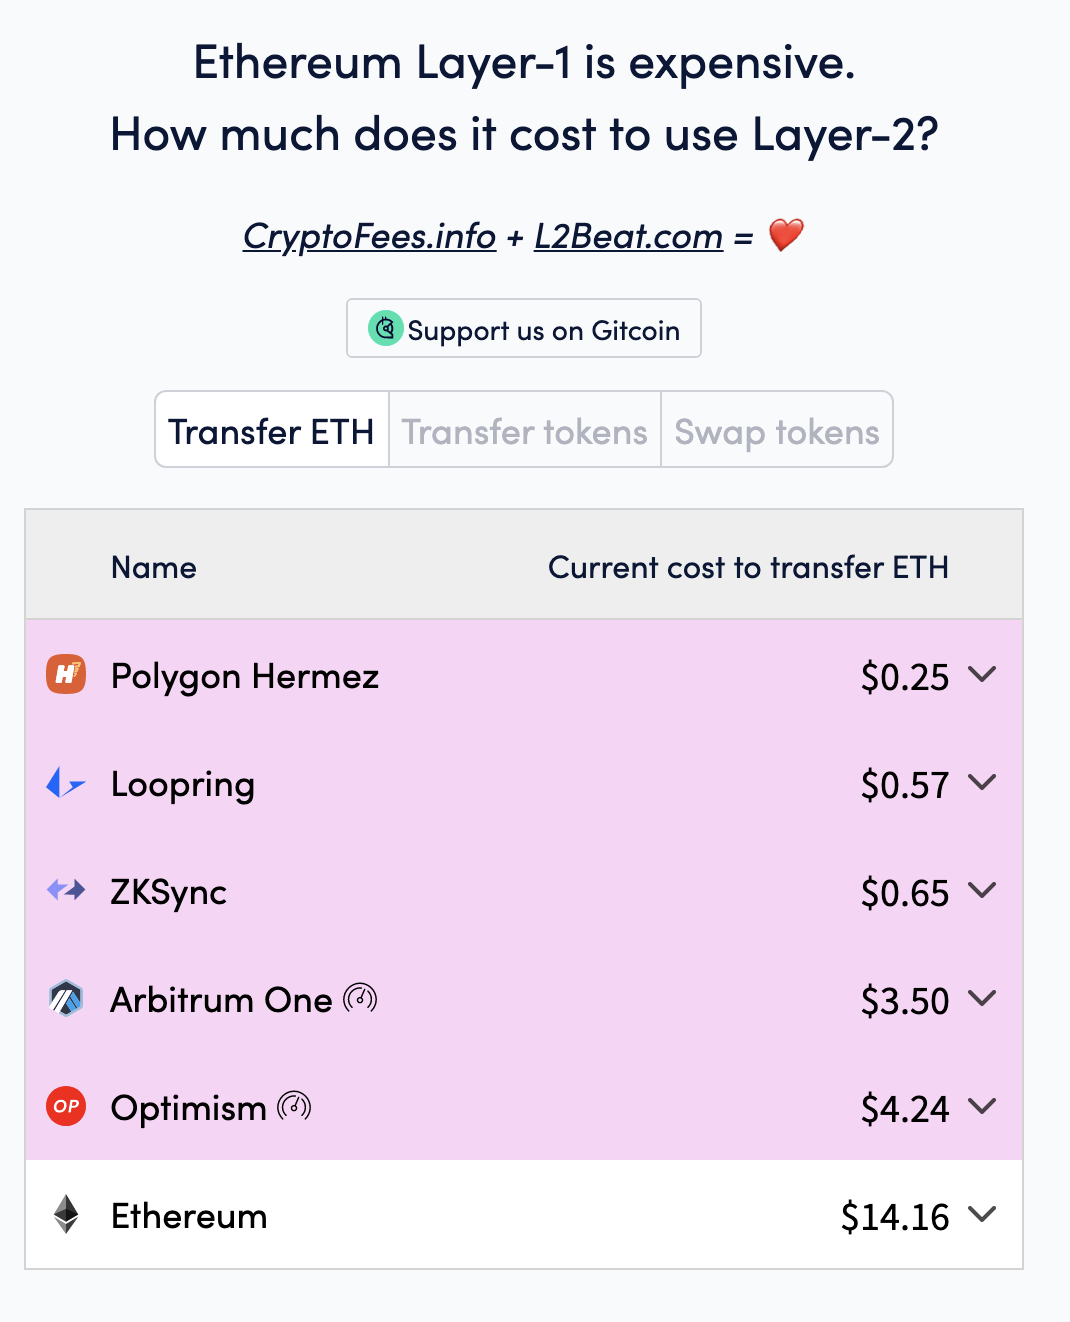 Ethereum Layer-1 is expensive.
How much does it cost to use Layer-2?
CryptoFees.info + L2Beat.com = ❤️
Support us on Gitcoin
Transfer ETH Transfer tokens Swap tokens
Name Current cost to transfer ETH
H Polygon Hermez $0.25
Loopring $0.57
ZKSync $0.65
Arbitrum One $3.50
OP Optimism $4.24
Ethereum $14.16